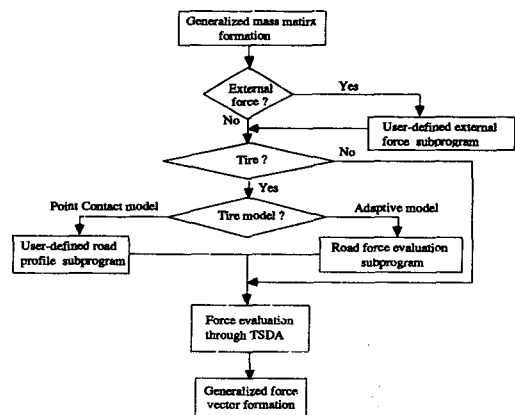 Generalized mass matirx
formation
External
force ?
Yes
No
User-defined external
force subprogram
Tire ?
No
Yes
Point Contact model
Tire model ?
Adaptive model
User-defined road
profile subprogram
Road force evaluation
subprogram
Force evaluation
through TSDA
Generalized force
vector formation